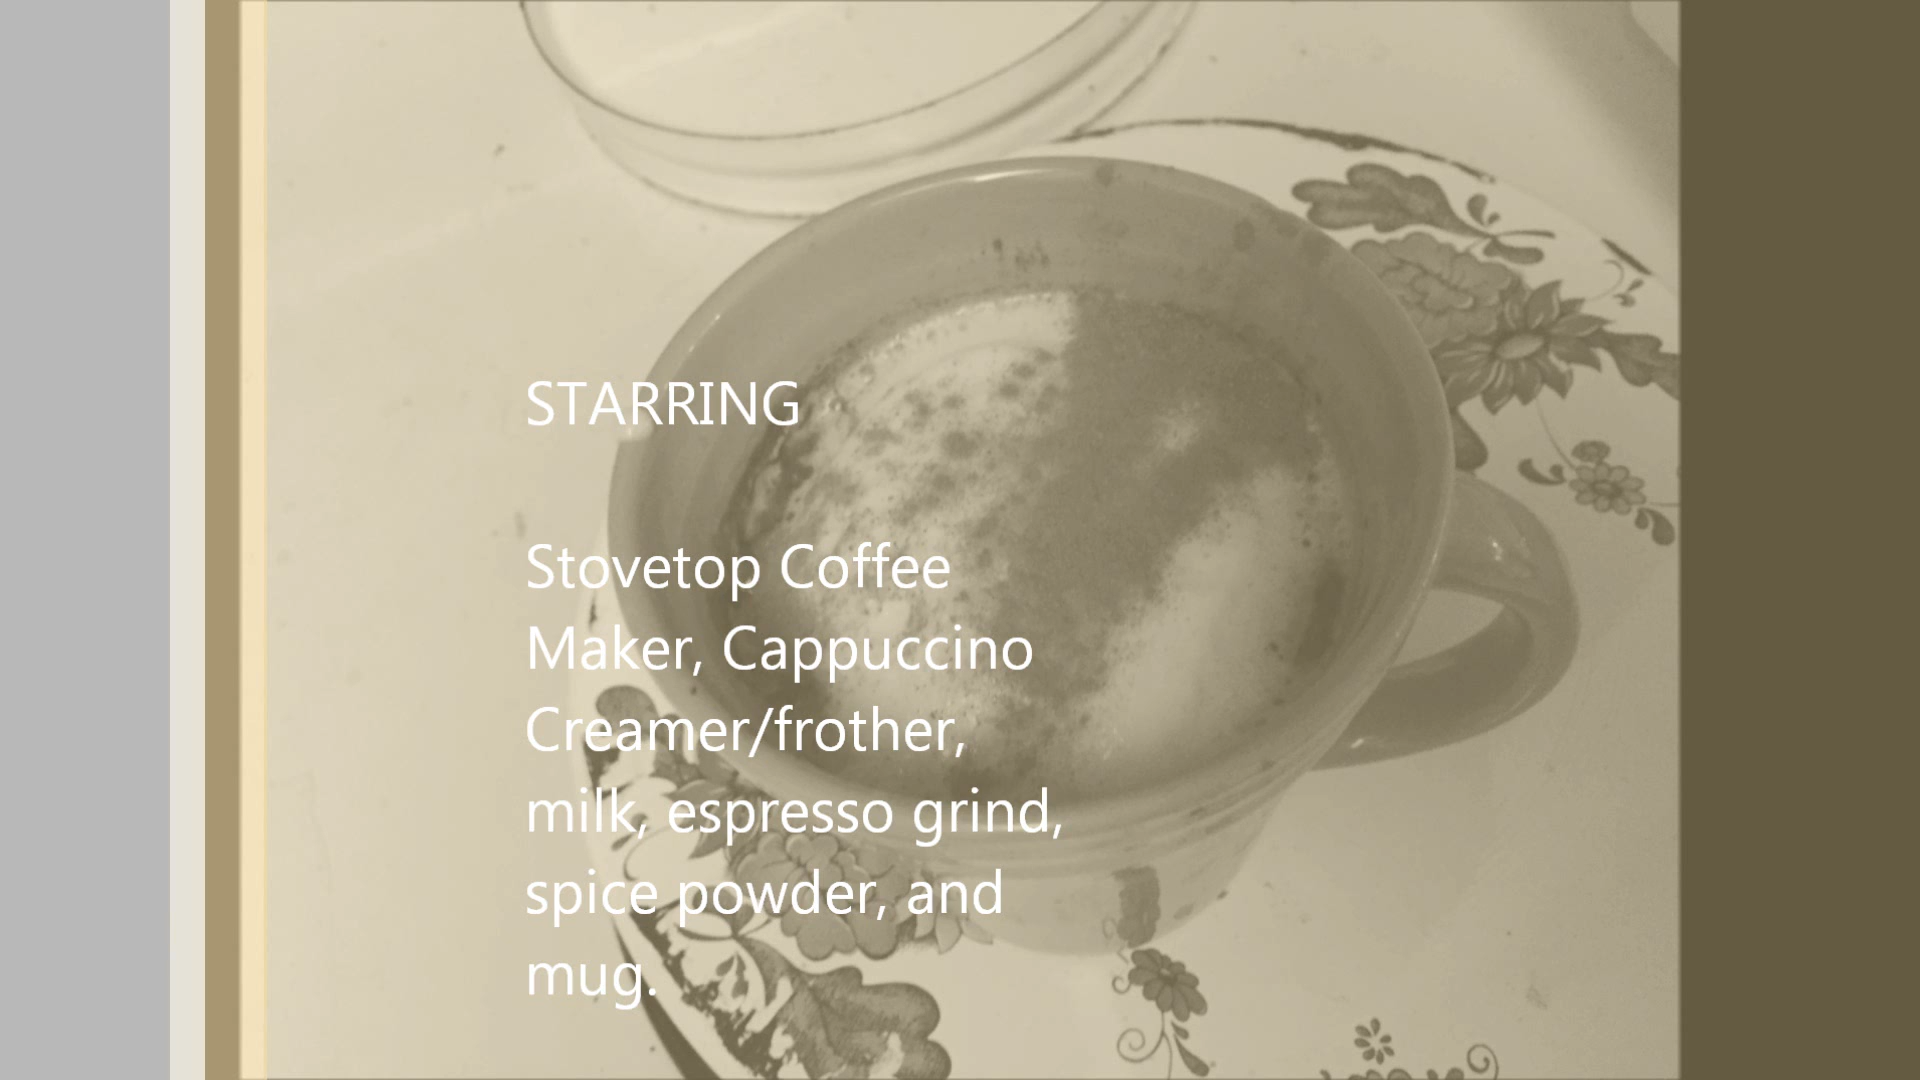 STARRING
Stovetop Coffee
Maker, Cappuccino
Creamer/frother,
milk, espresso grind,
spice powder, and
mug.